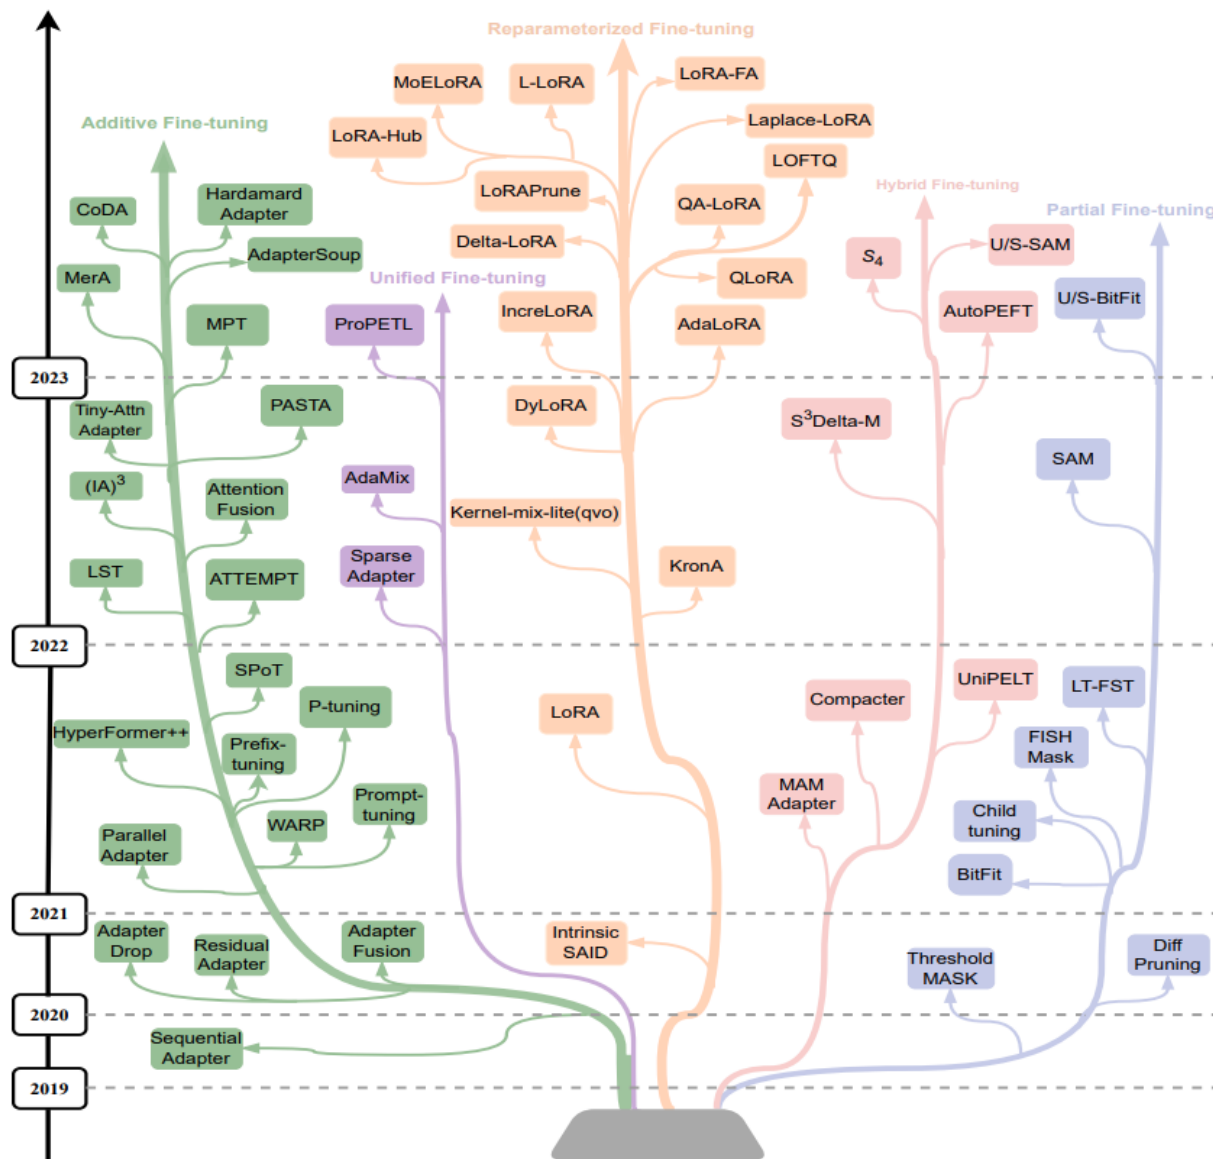 Reparameterized Fine-tuning
MoELoRA
L-LoRA
LoRA-FA
Additive Fine-tuning
LoRA-Hub
Laplace-LoRA
LOFTQ
LoRAPrune
Hybrid Fine-tuning
Hardamard
Adapter
CoDA
QA-LoRA
Partial Fine-tuning
Delta-LoRA
U/S-SAM
S4
AdapterSoup
MerA
Unified Fine-tuning
QLoRA
U/S-BitFit
IncreLoRA
AutoPEFT
MPT
ProPETL
AdaLoRA
2023
Tiny-Attn
Adapter
PASTA
DyLoRA
S3Delta-M
SAM
(IA)3
AdaMix
Attention
Fusion
Kernel-mix-lite(qvo)
Sparse
Adapter
KronA
LST
ATTEMPT
2022
SPoT
UniPELT
LT-FST
Compacter
P-tuning
LoRA
HyperFormer++
Prefix-
tuning
FISH
Mask
MAM
Adapter
Prompt-
tuning
WARP
Child
tuning
Parallel
Adapter
BitFit
2021
Adapter
Drop
Residual
Adapter
Adapter
Fusion
Intrinsic
SAID
Threshold
MASK
Diff
Pruning
2020
Sequential
Adapter
2019